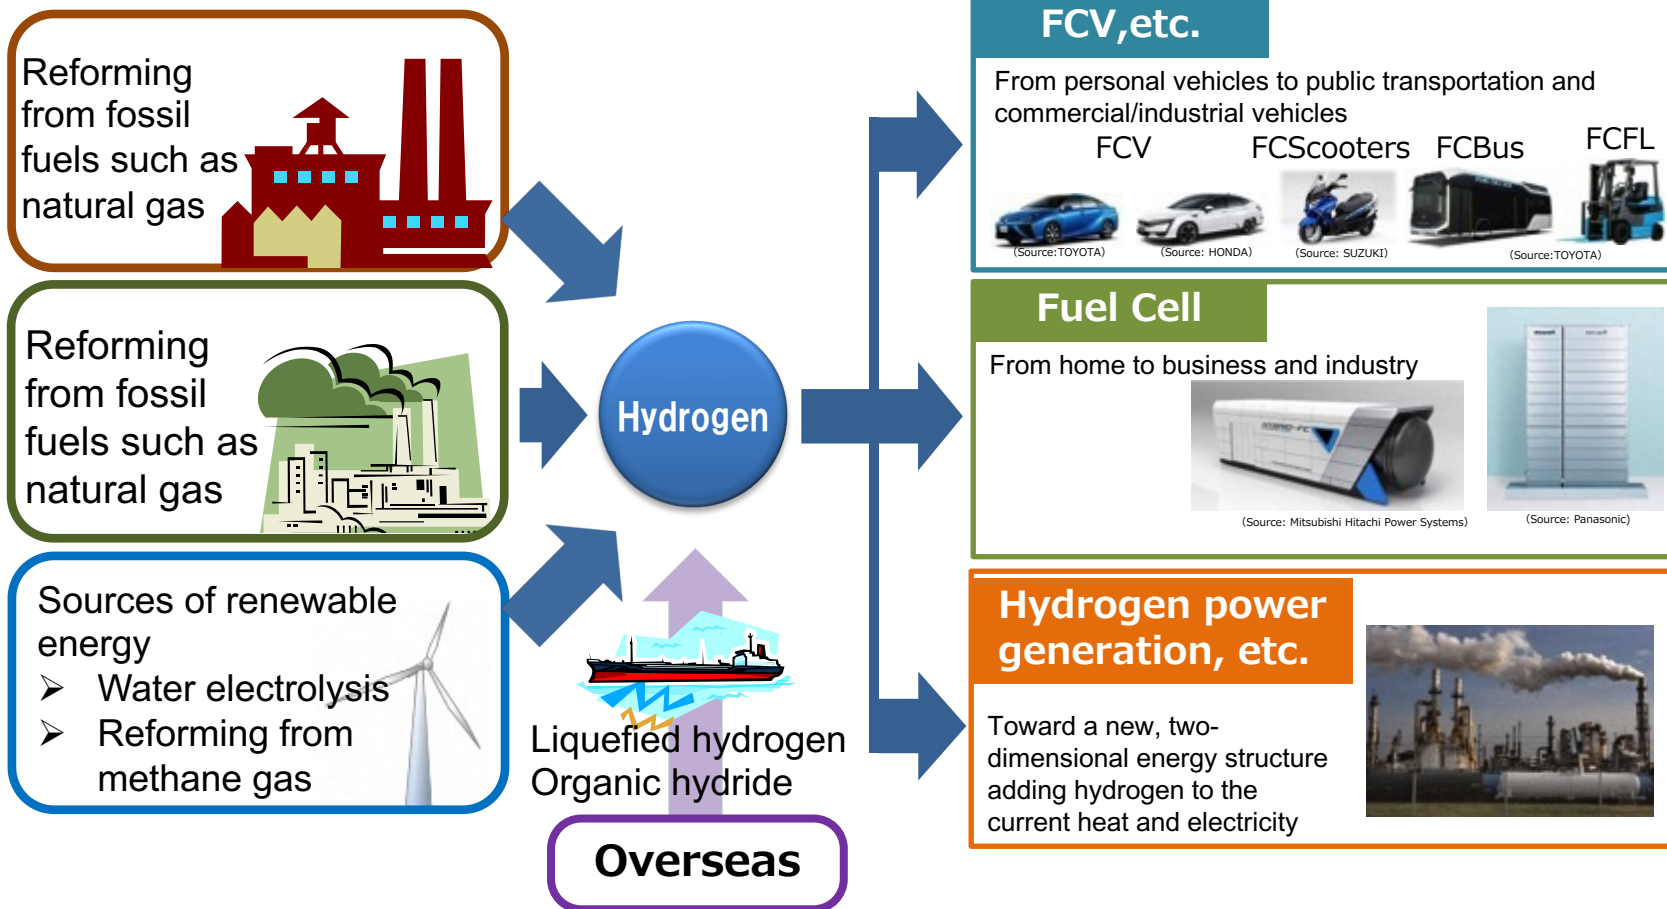 Reforming
from fossil
fuels such as
natural gas
Reforming
from fossil
fuels such as
natural gas
Sources of renewable
energy
➢ Water electrolysis
➢ Reforming from
methane gas
Hydrogen
Liquefied hydrogen
Organic hydride
Overseas
FCV,etc.
From personal vehicles to public transportation and
commercial/industrial vehicles
FCV FCScooters FCBus FCFL
(Source:TOYOTA) (Source: HONDA) (Source: SUZUKI) (Source:TOYOTA)
Fuel Cell
From home to business and industry
(Source: Mitsubishi Hitachi Power Systems) (Source: Panasonic)
Hydrogen power
generation, etc.
Toward a new, two-
dimensional energy structure
adding hydrogen to the
current heat and electricity